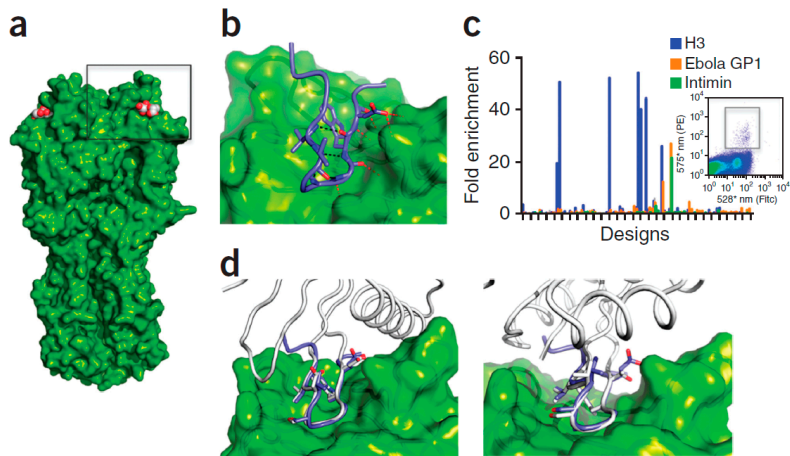 a
b
c
H3
Ebola GP1
Intimin
60
40
20
0
Fold enrichment
Designs
10⁴
10³
10²
10¹
10⁰
575* nm (PE)
10⁰ 10¹ 10² 10³ 10⁴
528* nm (Fitc)
d